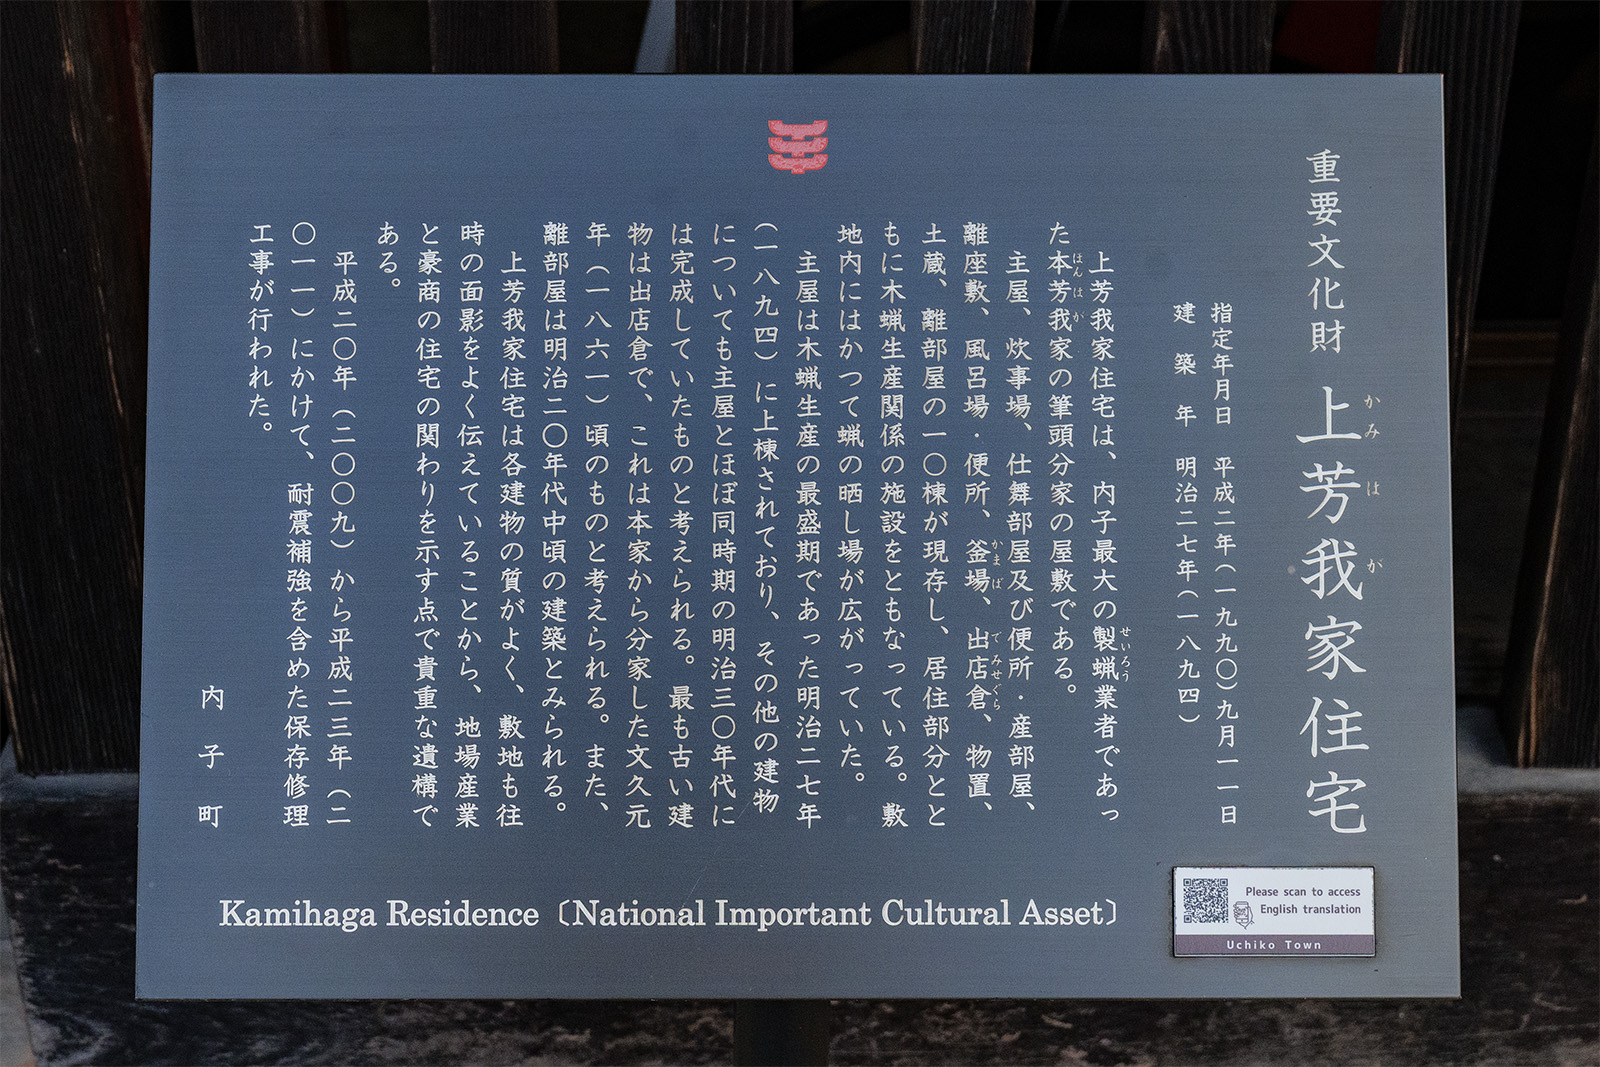 重要文化財 上芳我家住宅
かみ は が
指定年月日 平成二年(一九九〇)九月一一日
建築年 明治二七年(一八九四)
上芳我家住宅は、内子最大の製蝋業者であっ
せいろう
た本芳我家の筆頭分家の屋敷である。
ほん は が
主屋、炊事場、仕舞部屋及び便所・産部屋、
離座敷、風呂場・便所、釜場、出店倉、物置、
かま ば でみせぐら
土蔵、離部屋の一〇棟が現存し、居住部分とと
もに木蝋生産関係の施設をともなっている。敷
地内にはかつて蝋の晒し場が広がっていた。
主屋は木蝋生産の最盛期であった明治二七年
(一八九四)に上棟されており、その他の建物
についても主屋とほぼ同時期の明治三〇年代に
は完成していたものと考えられる。最も古い建
物は出店倉で、これは本家から分家した文久元
年(一八六一)頃のものと考えられる。また、
離部屋は明治二〇年代中頃の建築とみられる。
上芳我家住宅は各建物の質がよく、敷地も往
時の面影をよく伝えていることから、地場産業
と豪商の住宅の関わりを示す点で貴重な遺構で
ある。
平成二〇年(二〇〇九)から平成二三年(二
〇一一)にかけて、耐震補強を含めた保存修理
工事が行われた。
内子町
Kamihaga Residence〔National Important Cultural Asset〕
Please scan to access
English translation
Uchiko Town